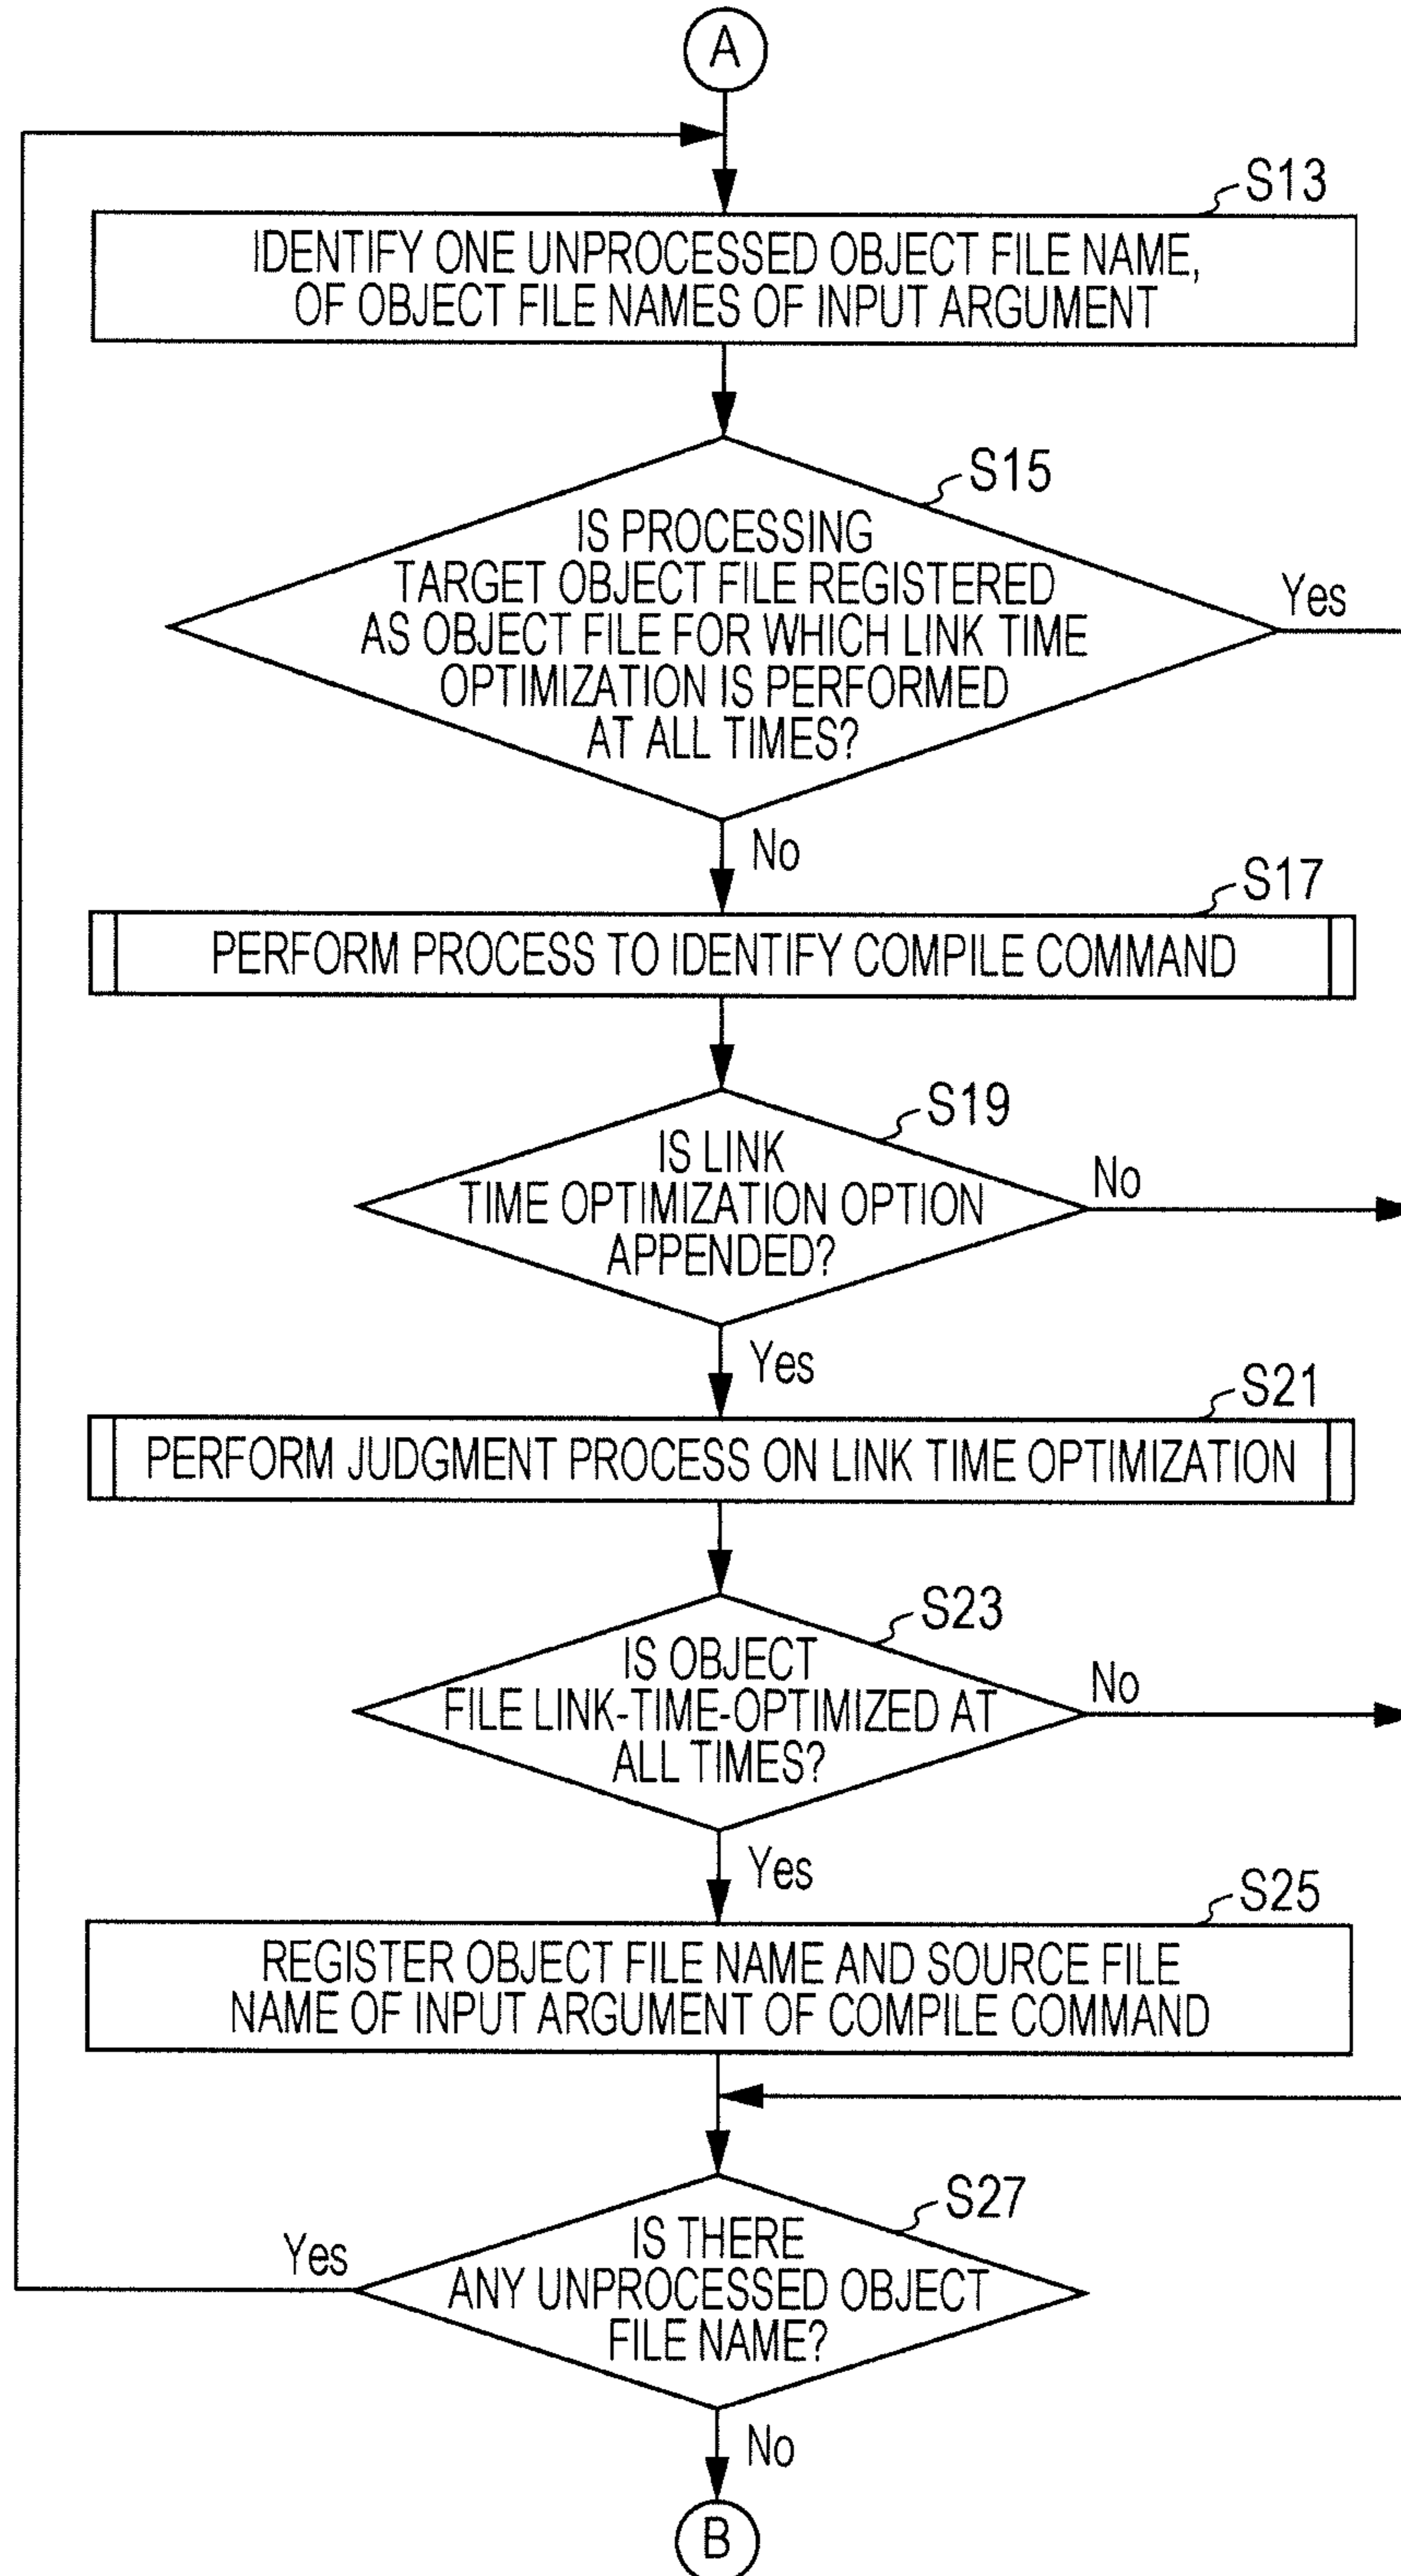 A
S13
IDENTIFY ONE UNPROCESSED OBJECT FILE NAME,
OF OBJECT FILE NAMES OF INPUT ARGUMENT
S15
IS PROCESSING
TARGET OBJECT FILE REGISTERED
AS OBJECT FILE FOR WHICH LINK TIME
OPTIMIZATION IS PERFORMED
AT ALL TIMES?
Yes
No
S17
PERFORM PROCESS TO IDENTIFY COMPILE COMMAND
S19
IS LINK
TIME OPTIMIZATION OPTION
APPENDED?
No
Yes
S21
PERFORM JUDGMENT PROCESS ON LINK TIME OPTIMIZATION
S23
IS OBJECT
FILE LINK-TIME-OPTIMIZED AT
ALL TIMES?
No
Yes
S25
REGISTER OBJECT FILE NAME AND SOURCE FILE
NAME OF INPUT ARGUMENT OF COMPILE COMMAND
S27
IS THERE
ANY UNPROCESSED OBJECT
FILE NAME?
Yes
No
B